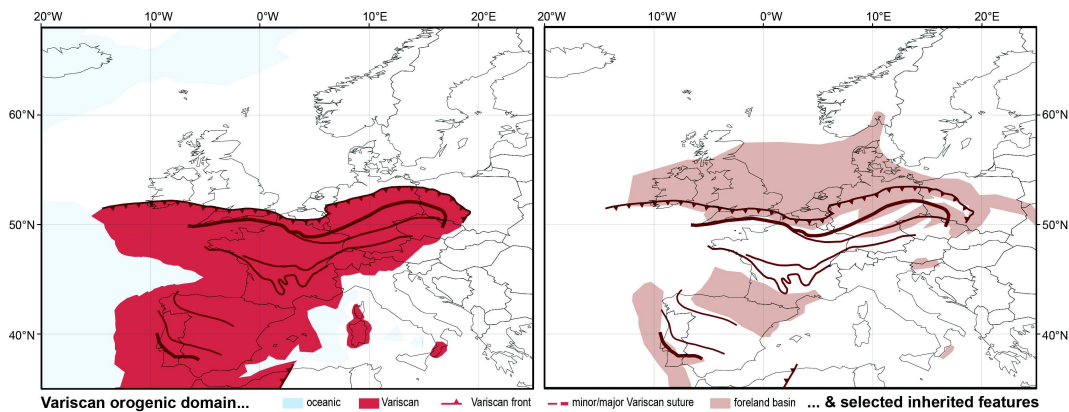 20°W 10°W 0°W 10°E 20°E 20°W 10°W 0°W 10°E 20°E
60°N 60°N
50°N 50°N
40°N 40°N
Variscan orogenic domain... oceanic Variscan Variscan front minor/major Variscan suture foreland basin ... & selected inherited features